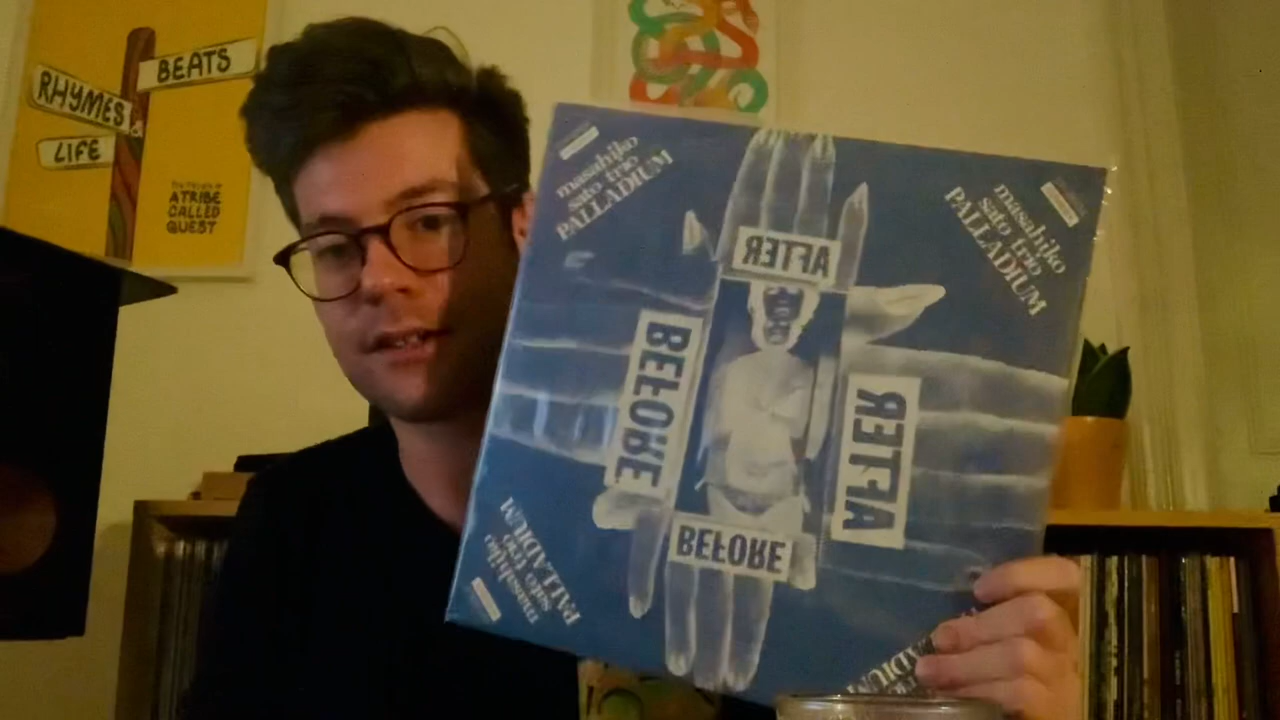 BEATS
RHYMES &
LIFE
THE TRAVELS OF
A TRIBE
CALLED
QUEST
masahiko
sato trio
PALLADIUM
masahiko
sato trio
PALLADIUM
AFTER
BEFORE
AFTER
BEFORE
masahiko
sato trio
PALLADIUM